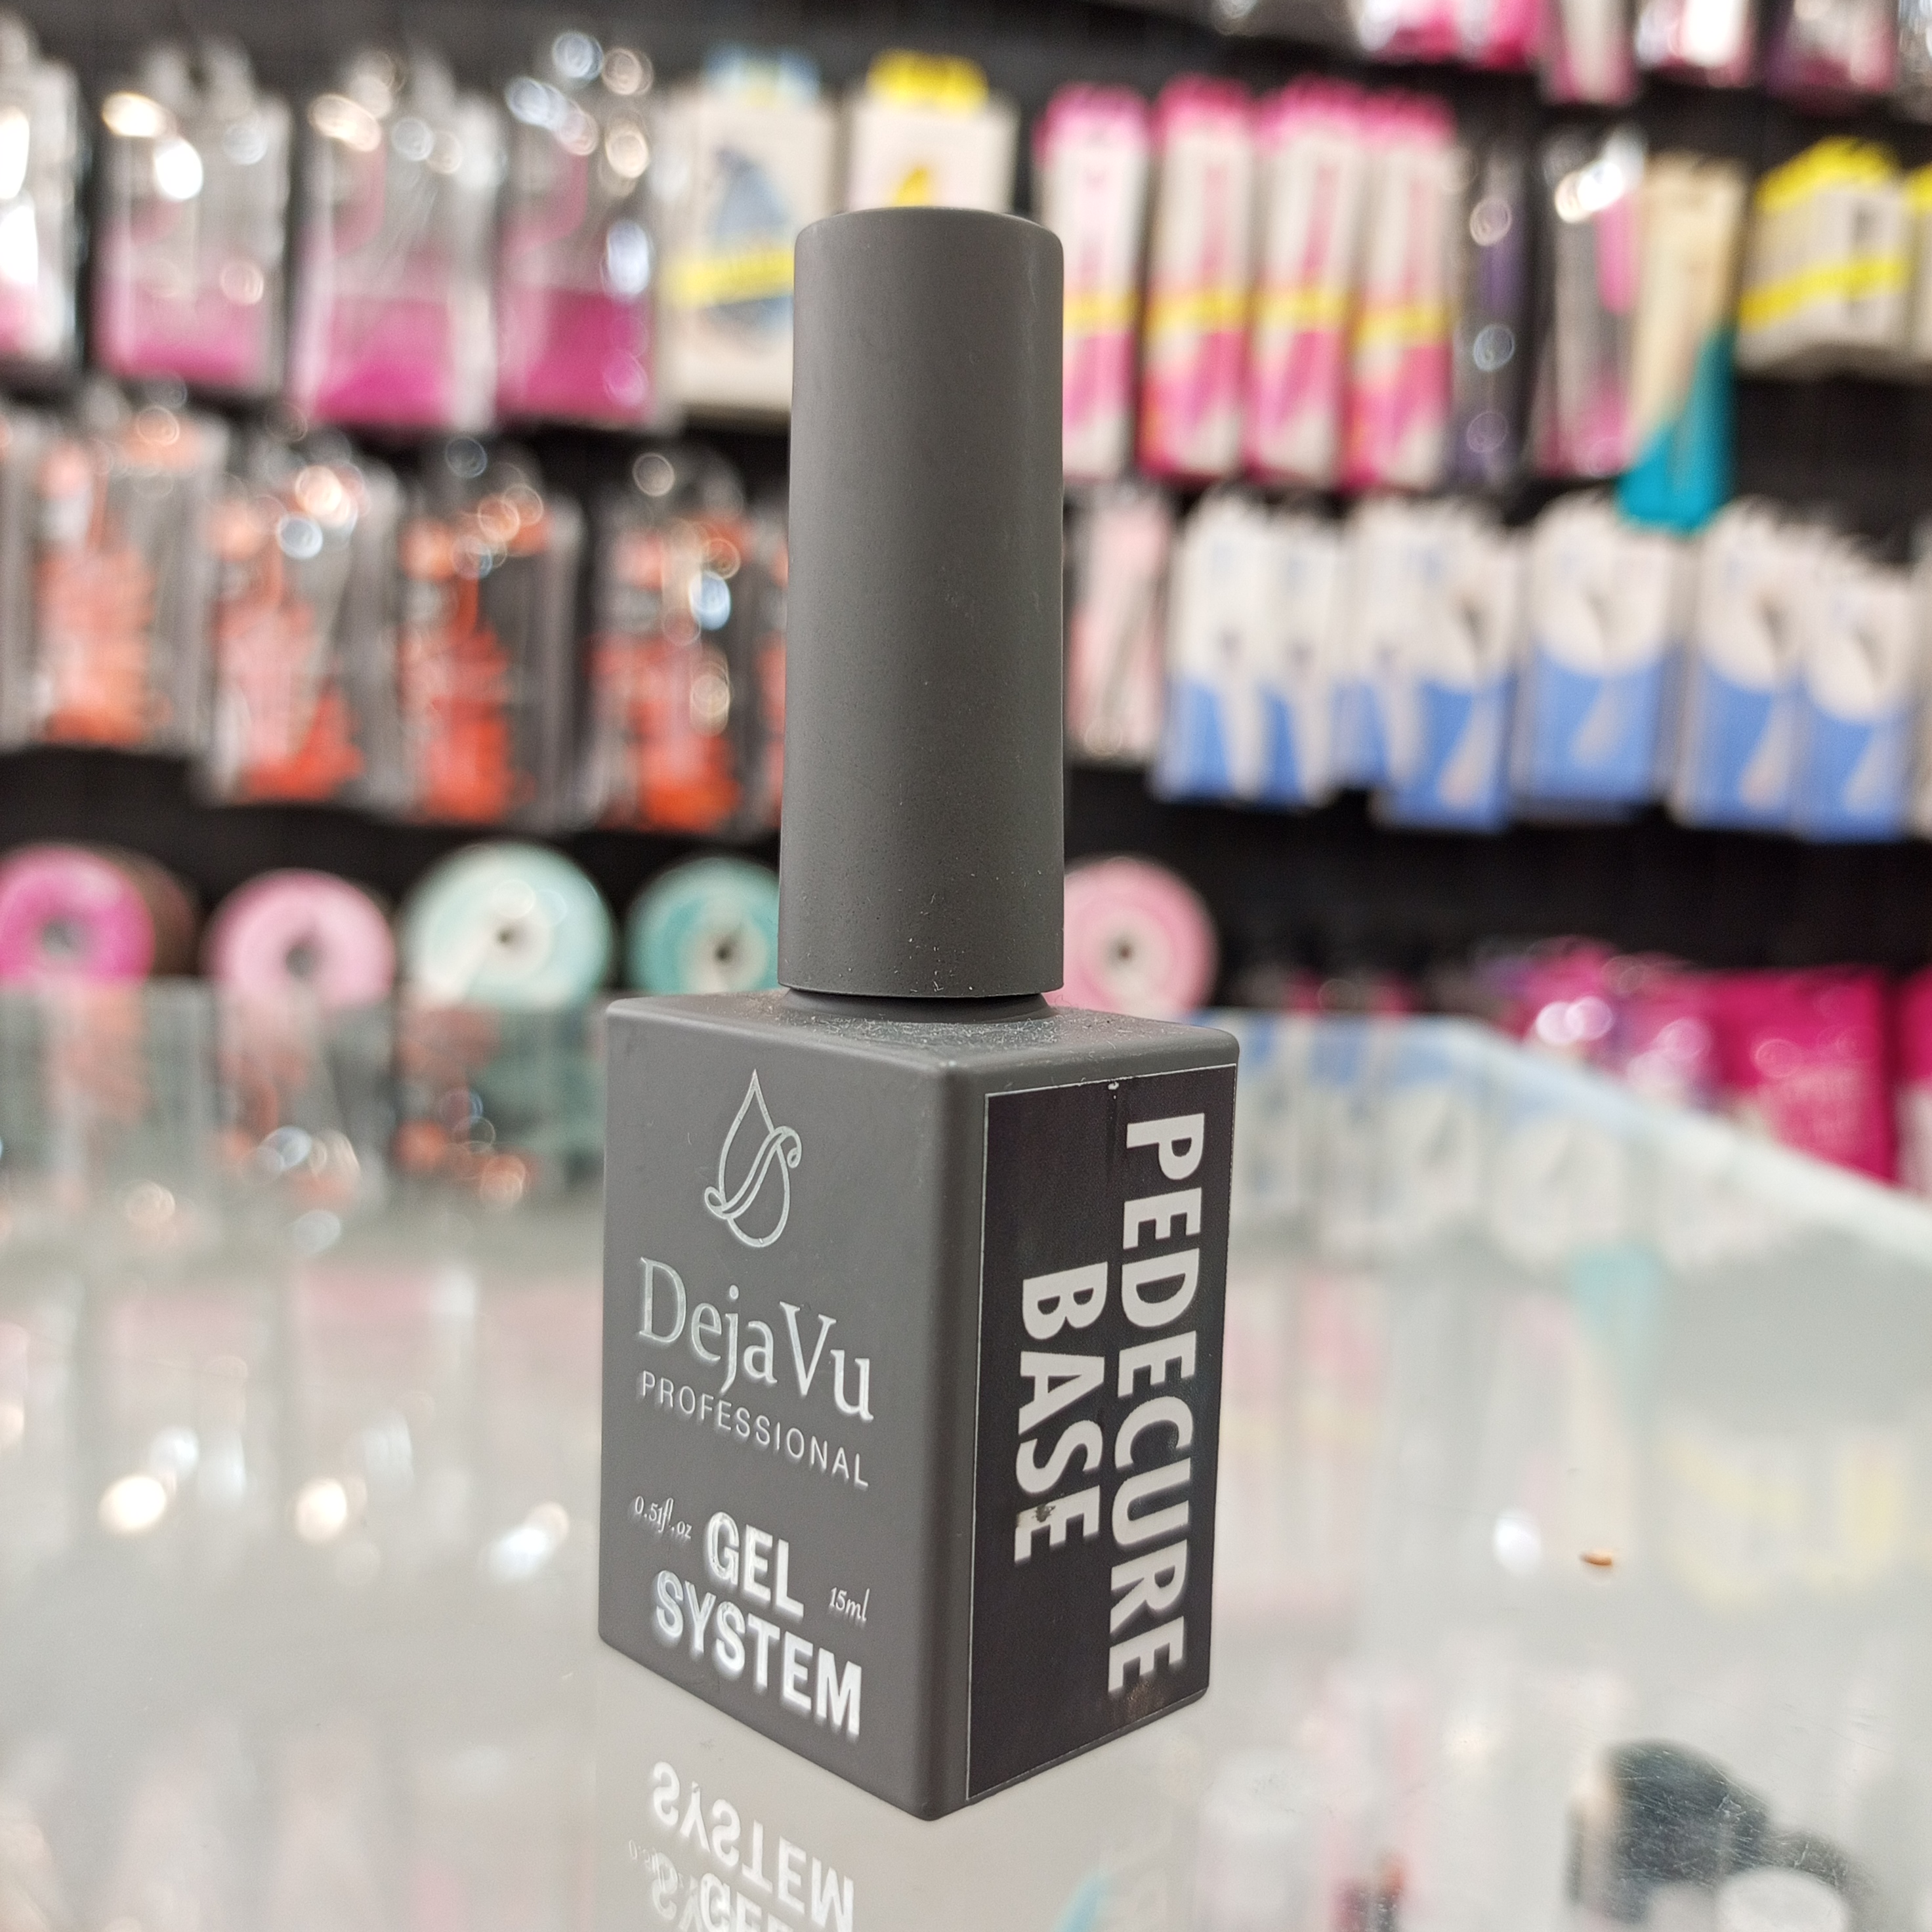 DejaVu
PROFESSIONAL
0.51fl.oz GEL 15ml
SYSTEM
PEDECURE
BASE